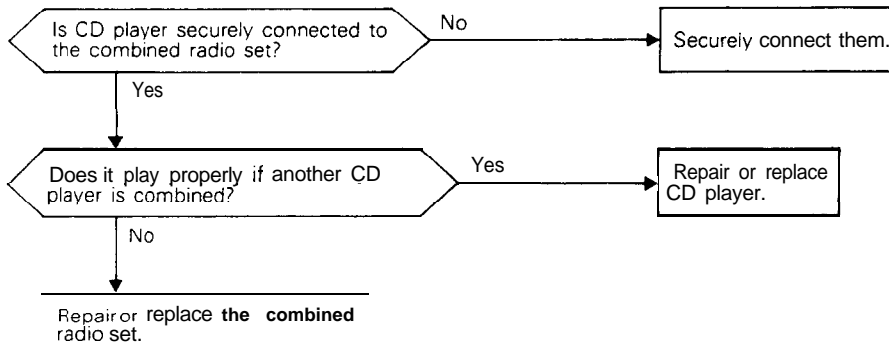 Is CD player securely connected to
the combined radio set?
No
Securely connect them.
Yes
Does it play properly if another CD
player is combined?
Yes
Repair or replace
CD player.
No
Repair or replace the combined
radio set.